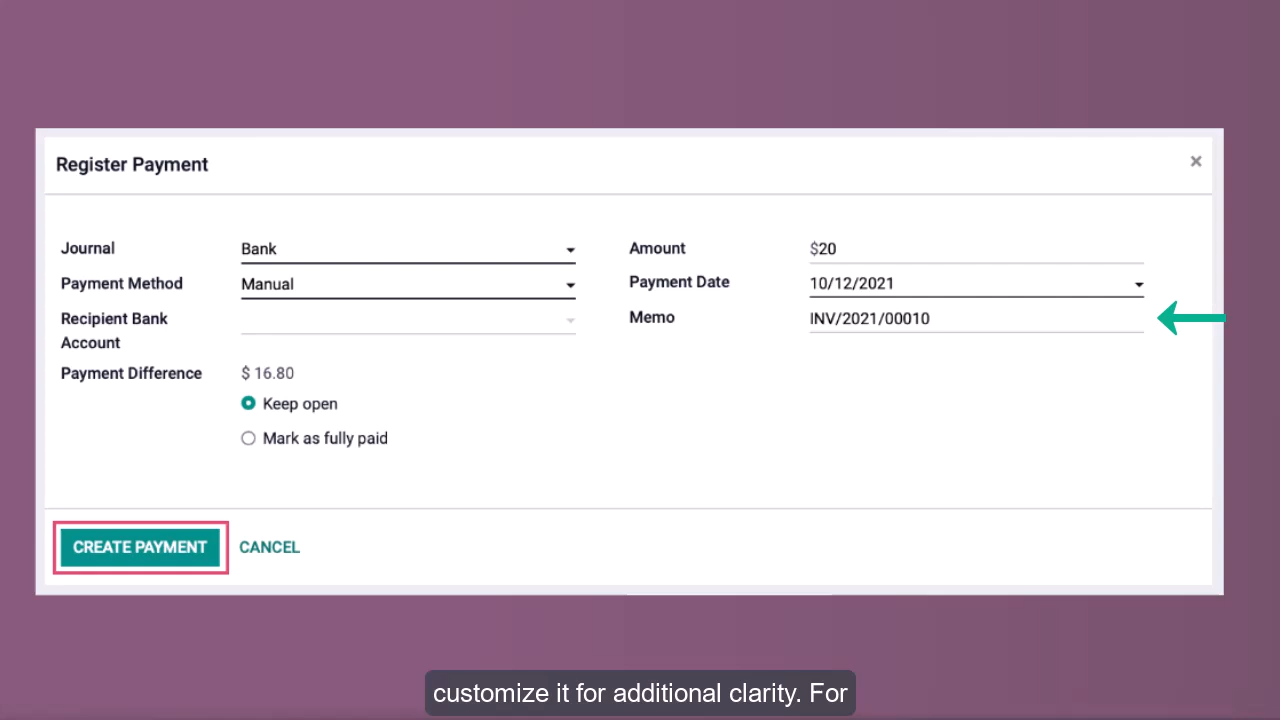 Register Payment
×
Journal
Bank
Payment Method
Manual
Recipient Bank
Account
Payment Difference
$ 16.80
Keep open
Mark as fully paid
Amount
$20
Payment Date
10/12/2021
Memo
INV/2021/00010
CREATE PAYMENT
CANCEL
customize it for additional clarity. For